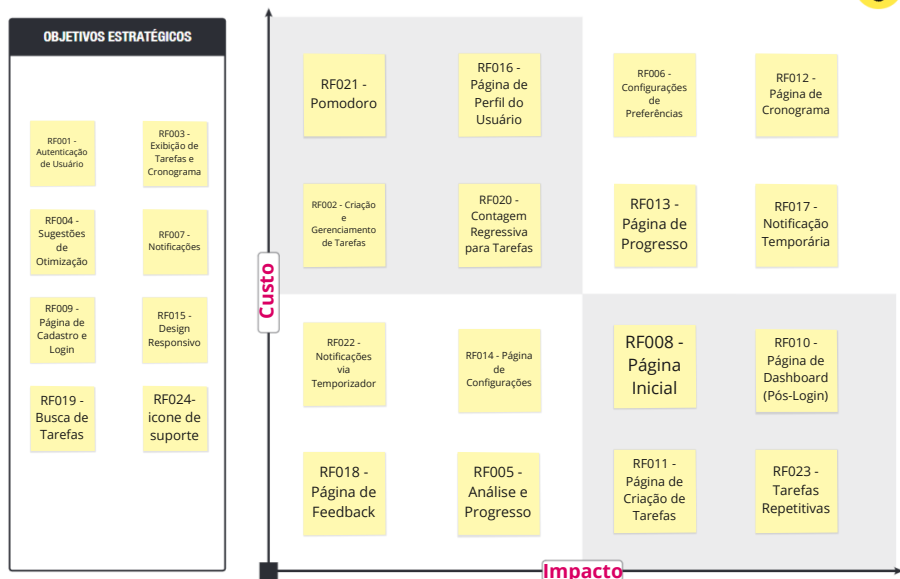 OBJETIVOS ESTRATÉGICOS
RF001 -
Autenticação
de Usuário
RF003 -
Exibição de
Tarefas e
Cronograma
RF004 -
Sugestões
de
Otimização
RF007 -
Notificações
RF009 -
Página de
Cadastro e
Login
RF015 -
Design
Responsivo
RF019 -
Busca de
Tarefas
RF024-
icone de
suporte
Custo
RF021 -
Pomodoro
RF016 -
Página de
Perfil do
Usuário
RF006 -
Configurações
de
Preferências
RF012 -
Página de
Cronograma
RF002 - Criação
e
Gerenciamento
de Tarefas
RF020 -
Contagem
Regressiva
para Tarefas
RF013 -
Página de
Progresso
RF017 -
Notificação
Temporária
RF022 -
Notificações
via
Temporizador
RF014 - Página
de
Configurações
RF008 -
Página
Inicial
RF010 -
Página de
Dashboard
(Pós-Login)
RF018 -
Página de
Feedback
RF005 -
Análise e
Progresso
RF011 -
Página de
Criação de
Tarefas
RF023 -
Tarefas
Repetitivas
Impacto